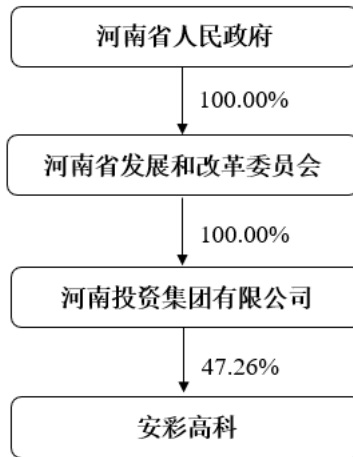 河南省人民政府
100.00%
河南省发展和改革委员会
100.00%
河南投资集团有限公司
47.26%
安彩高科